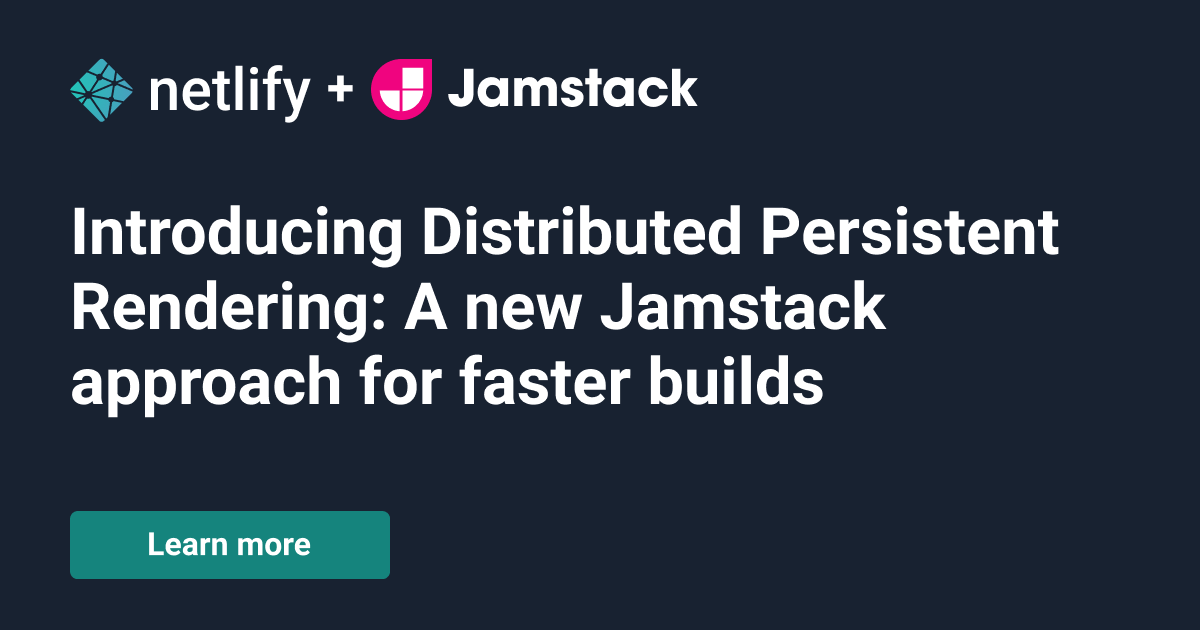 netlify + Jamstack
Introducing Distributed Persistent
Rendering: A new Jamstack
approach for faster builds
Learn more